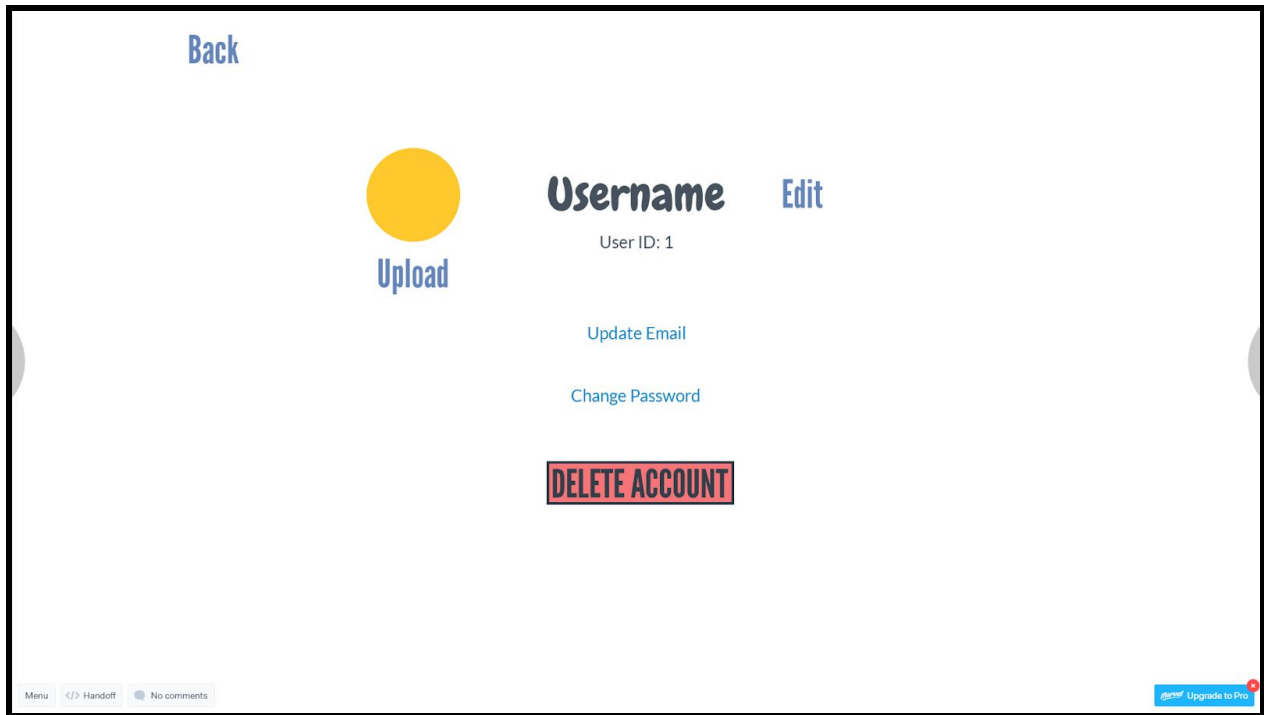 Back
Username
Edit
User ID: 1
Upload
Update Email
Change Password
DELETE ACCOUNT
Menu </> Handoff No comments
Marvel Upgrade to Pro